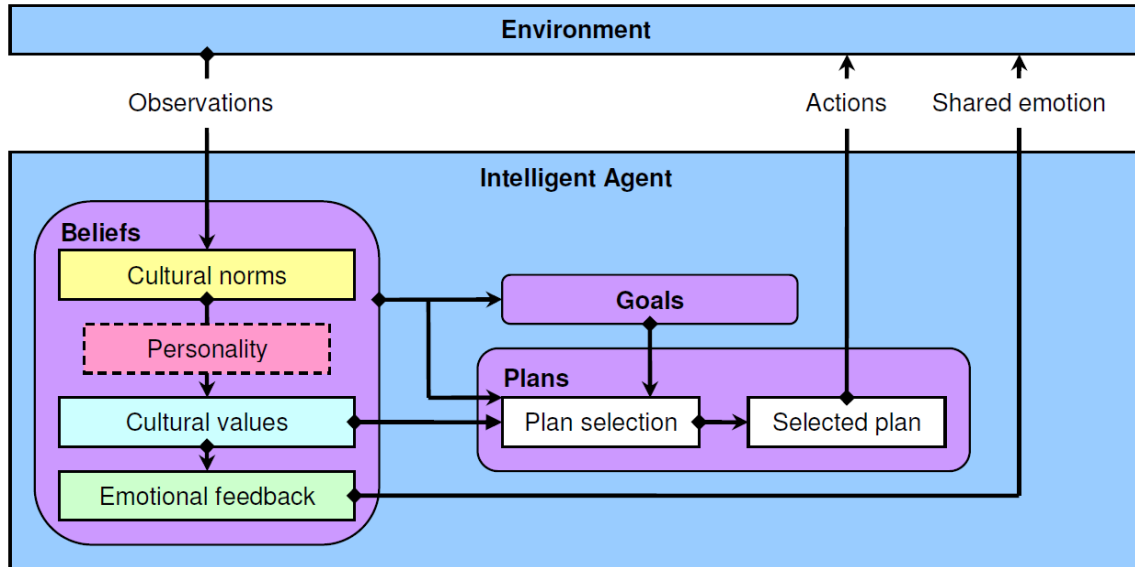 Environment
Observations
Actions
Shared emotion
Intelligent Agent
Beliefs
Cultural norms
Goals
Personality
Plans
Cultural values
Plan selection
Selected plan
Emotional feedback